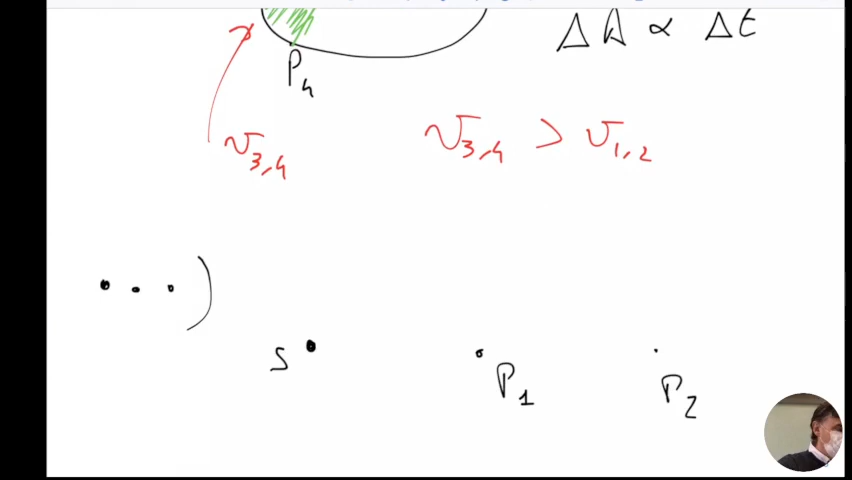 ΔA ∝ Δt
P₄
v₃,₄ v₃,₄ > v₁,₂
•••)
S P₁ P₂